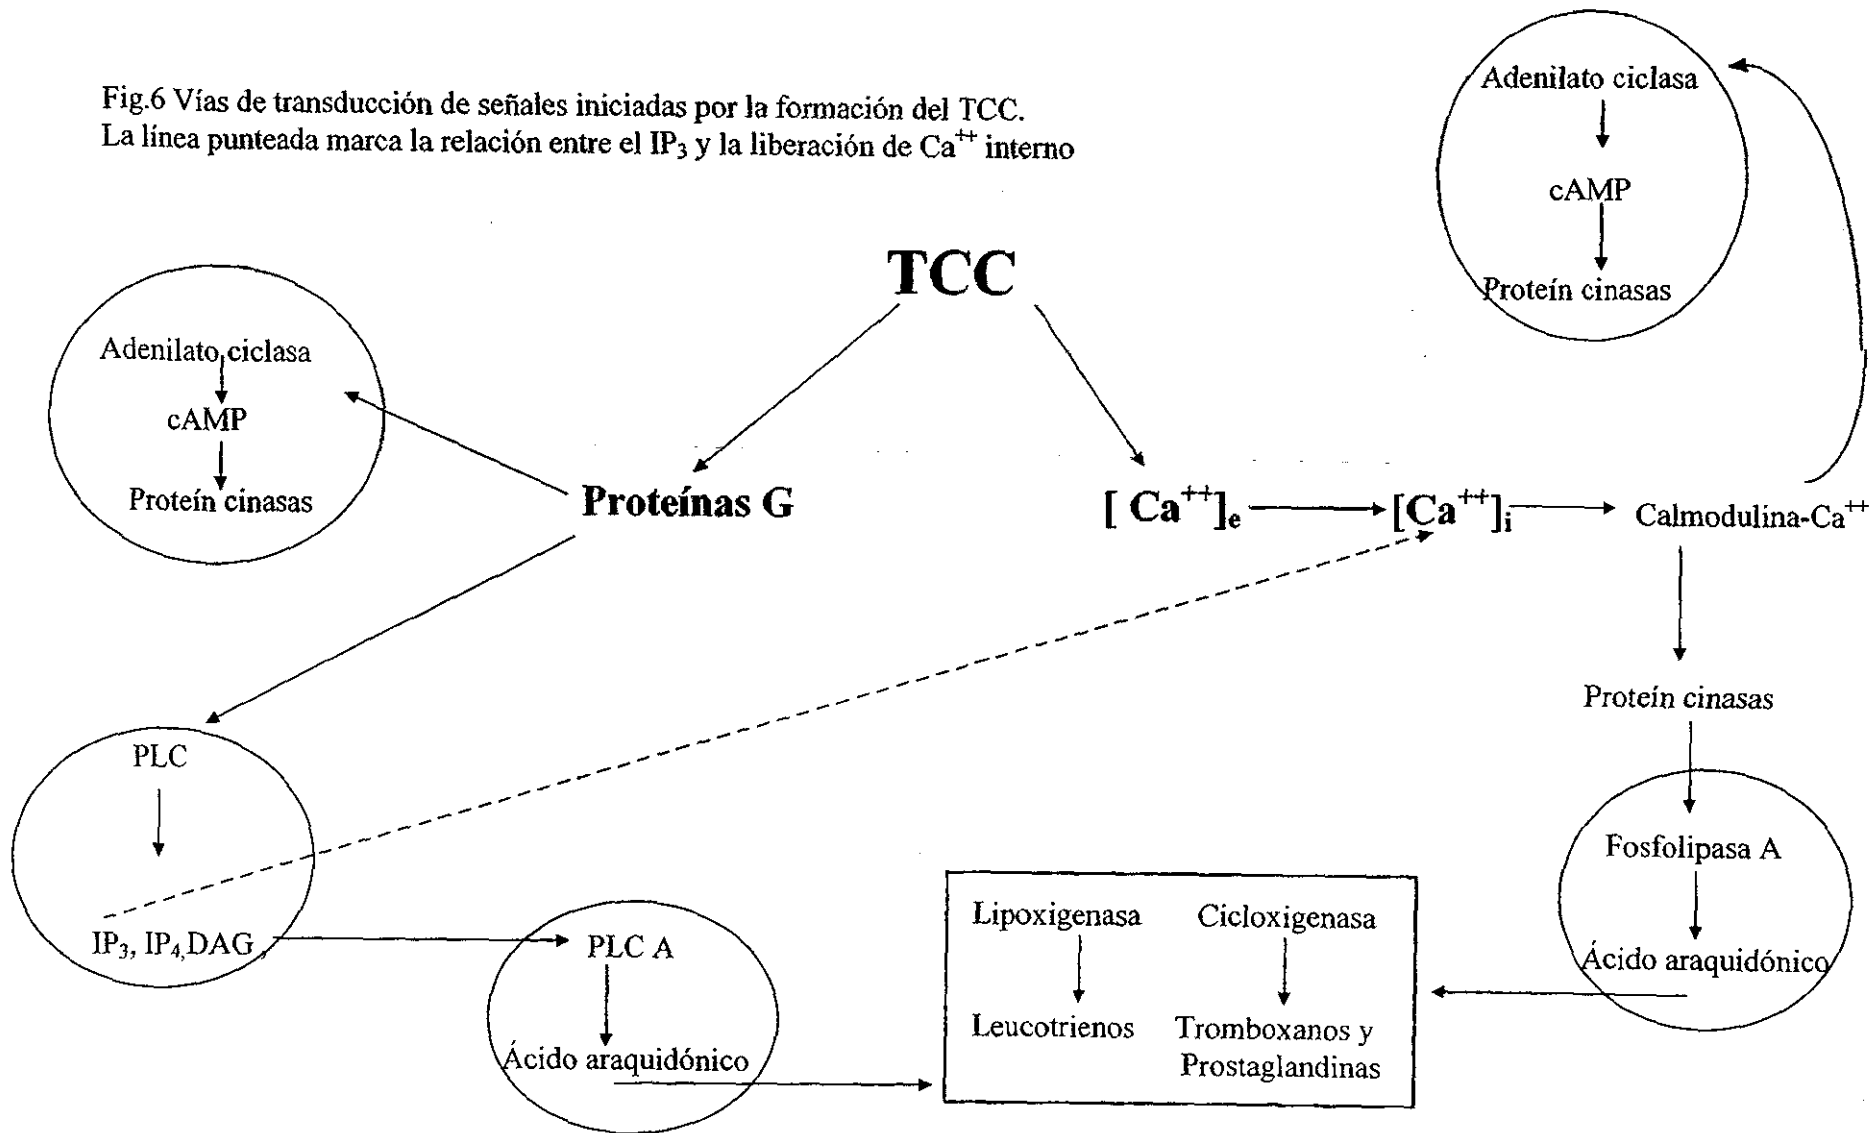 Fig.6 Vías de transducción de señales iniciadas por la formación del TCC.
La línea punteada marca la relación entre el IP₃ y la liberación de Ca⁺⁺ interno
Adenilato ciclasa
cAMP
Proteín cinasas
TCC
Adenilato ciclasa
cAMP
Proteín cinasas
Proteínas G
[ Ca⁺⁺]e
[Ca⁺⁺]i
Calmodulina-Ca⁺⁺
Proteín cinasas
PLC
IP₃, IP₄,DAG,
PLC A
Ácido araquidónico
Lipoxigenasa
Leucotrienos
Cicloxigenasa
Tromboxanos y
Prostaglandinas
Fosfolipasa A
Ácido araquidónico